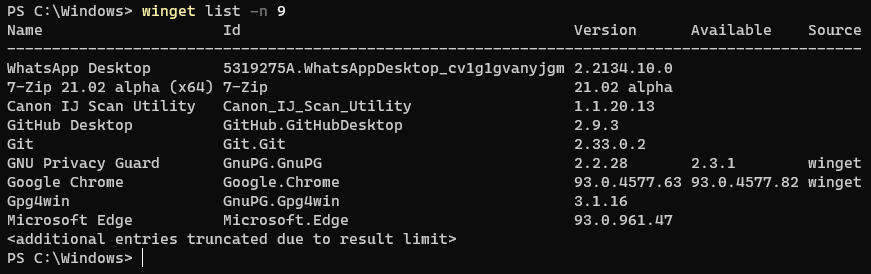 PS C:\Windows> winget list -n 9
Name                    Id                                     Version      Available    Source
-----------------------------------------------------------------------------------------------
WhatsApp Desktop        5319275A.WhatsAppDesktop_cv1g1gvanyjgm 2.2134.10.0
7-Zip 21.02 alpha (x64) 7-Zip                                  21.02 alpha
Canon IJ Scan Utility   Canon_IJ_Scan_Utility                  1.1.20.13
GitHub Desktop          GitHub.GitHubDesktop                   2.9.3
Git                     Git.Git                                2.33.0.2
GNU Privacy Guard       GnuPG.GnuPG                            2.2.28       2.3.1        winget
Google Chrome           Google.Chrome                          93.0.4577.63 93.0.4577.82 winget
Gpg4win                 GnuPG.Gpg4win                          3.1.16
Microsoft Edge          Microsoft.Edge                         93.0.961.47
<additional entries truncated due to result limit>
PS C:\Windows>